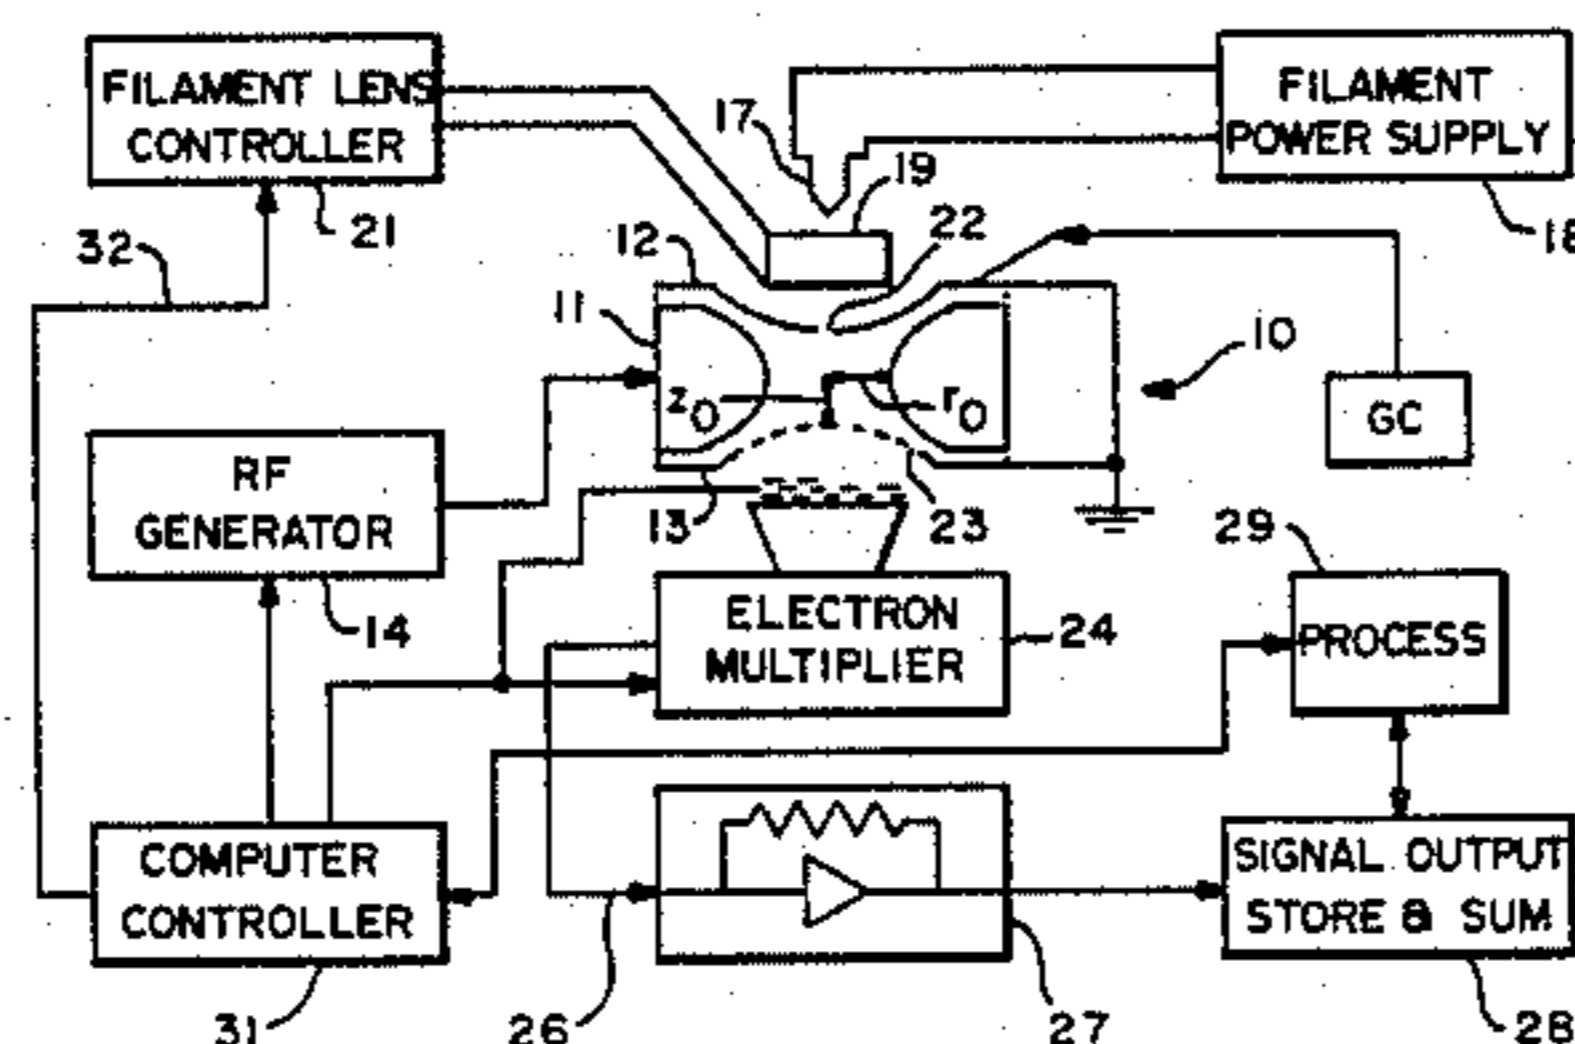 FILAMENT LENS
CONTROLLER
21
32
17
19
22
12
11
FILAMENT
POWER SUPPLY
18
10
GC
z0
r0
13
23
RF
GENERATOR
14
ELECTRON
MULTIPLIER
24
29
PROCESS
COMPUTER
CONTROLLER
31
26
27
SIGNAL OUTPUT
STORE & SUM
28